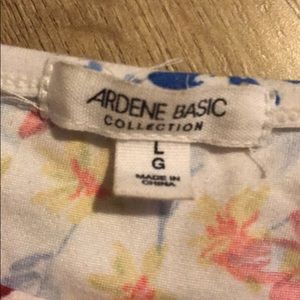 ARDENE BASIC
COLLECTION
L
G
MADE IN
CHINA